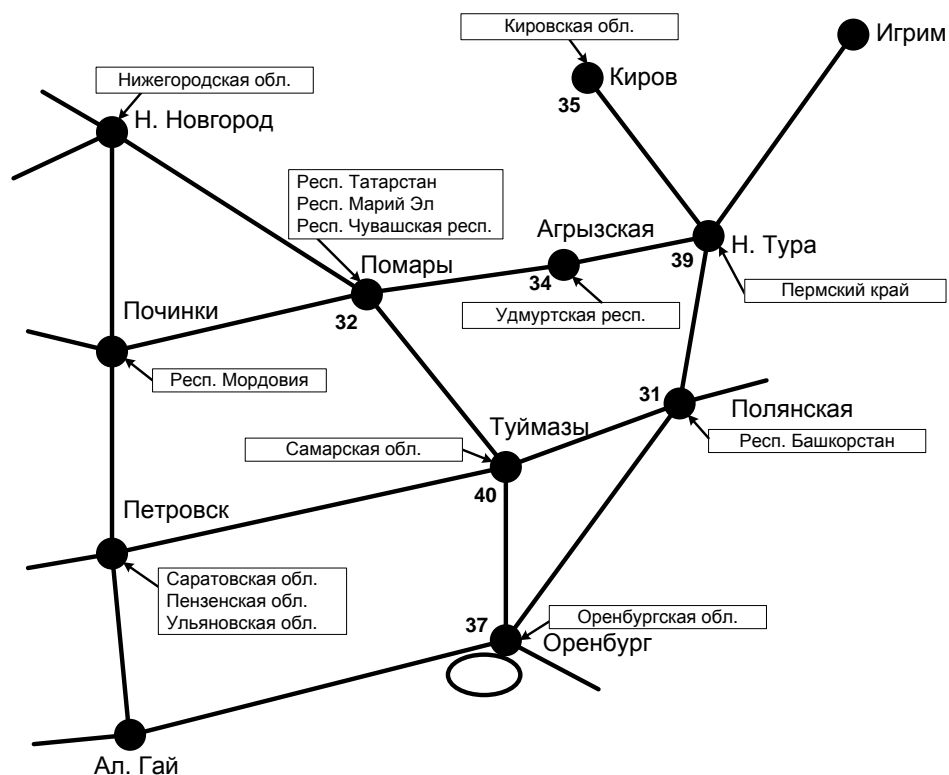 Кировская обл.
Игрим
Киров
35
Нижегородская обл.
Н. Новгород
Респ. Татарстан
Респ. Марий Эл
Респ. Чувашская респ.
Агрызская
Н. Тура
39
Помары
34
Пермский край
32
Удмуртская респ.
Починки
Респ. Мордовия
31
Полянская
Туймазы
Респ. Башкорстан
Самарская обл.
40
Петровск
Саратовская обл.
Пензенская обл.
Ульяновская обл.
37
Оренбургская обл.
Оренбург
Ал. Гай